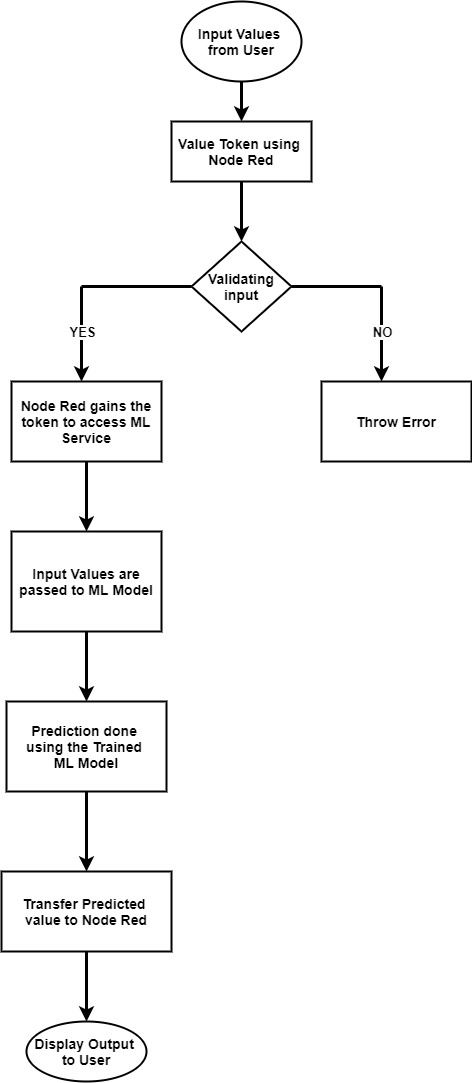 Input Values
from User
Value Token using
Node Red
Validating
input
YES
NO
Node Red gains the
token to access ML
Service
Throw Error
Input Values are
passed to ML Model
Prediction done
using the Trained
ML Model
Transfer Predicted
value to Node Red
Display Output
to User